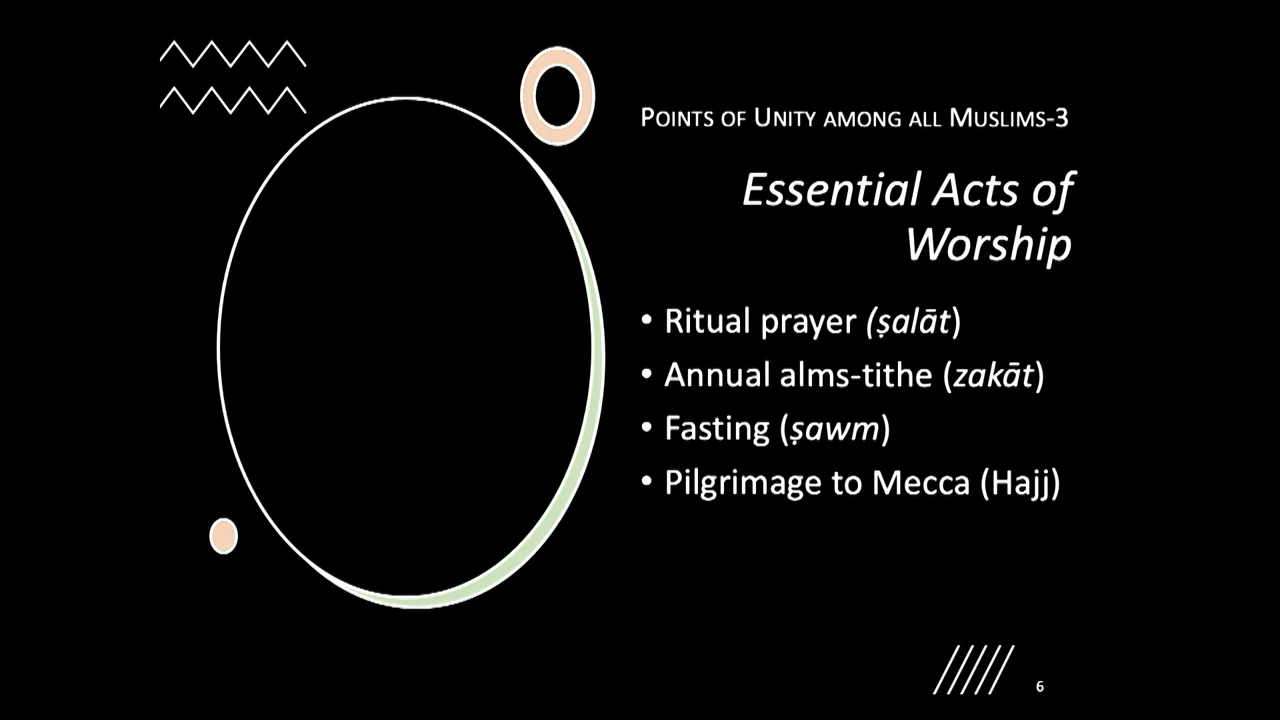 POINTS OF UNITY AMONG ALL MUSLIMS-3
Essential Acts of
Worship
• Ritual prayer (ṣalāt)
• Annual alms-tithe (zakāt)
• Fasting (ṣawm)
• Pilgrimage to Mecca (Hajj)
6